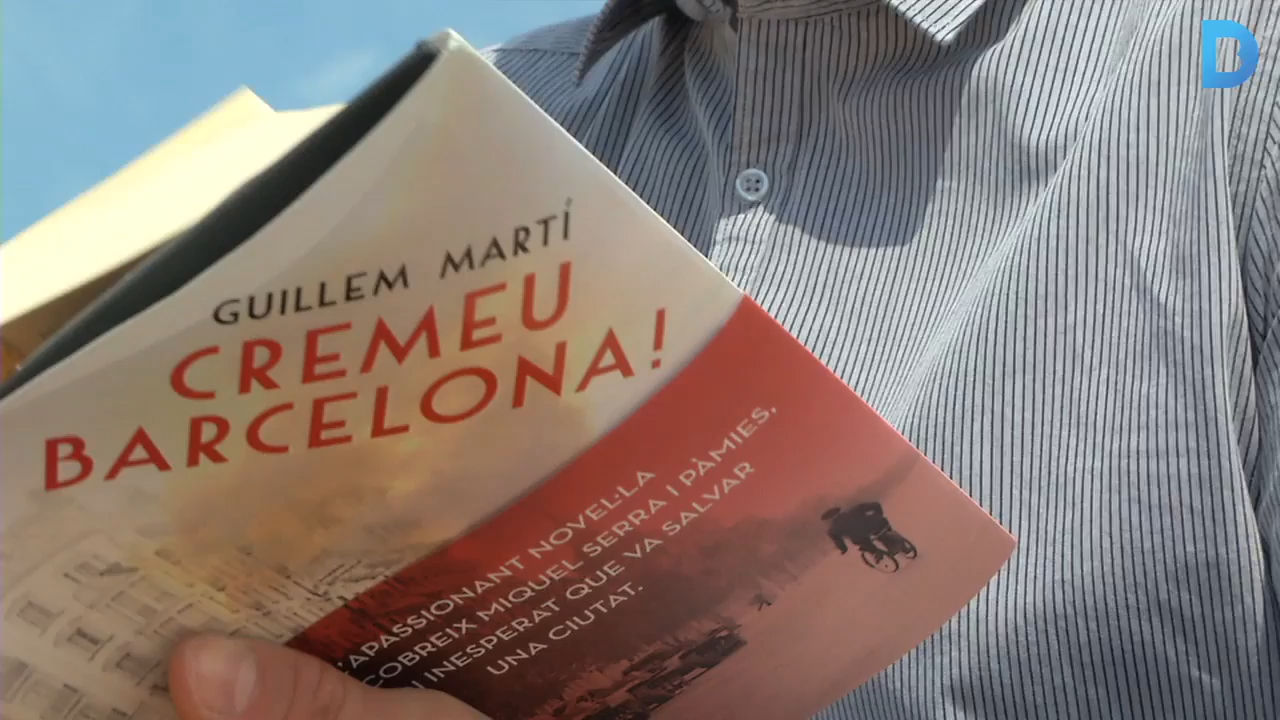 GUILLEM MARTÍ
CREMEU
BARCELONA!
'APASSIONANT NOVEL·LA
COBREIX MIQUEL SERRA I PÀMIES,
I INESPERAT QUE VA SALVAR
UNA CIUTAT.